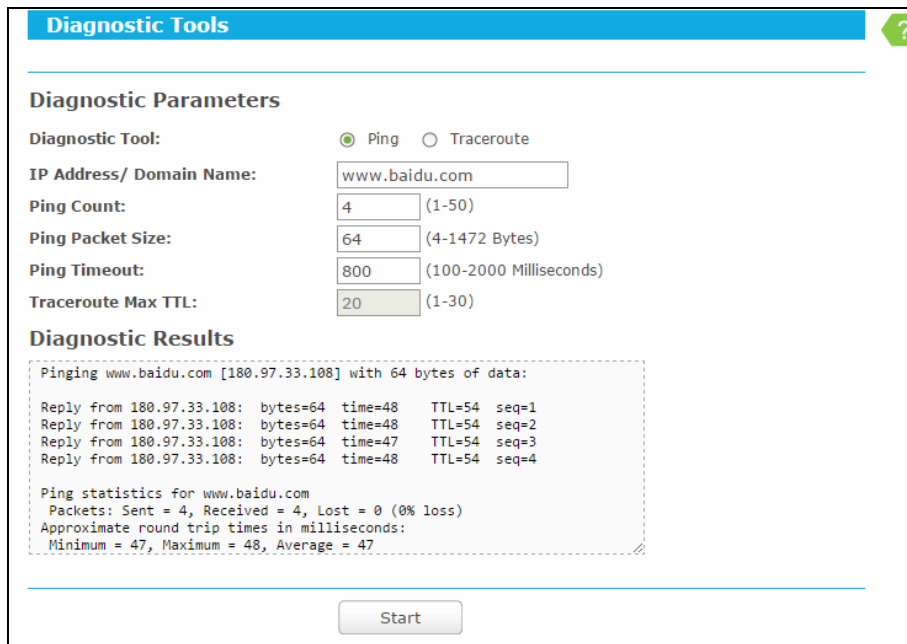 Diagnostic Tools
?
Diagnostic Parameters
Diagnostic Tool: Ping Traceroute
IP Address/ Domain Name: www.baidu.com
Ping Count: 4 (1-50)
Ping Packet Size: 64 (4-1472 Bytes)
Ping Timeout: 800 (100-2000 Milliseconds)
Traceroute Max TTL: 20 (1-30)
Diagnostic Results
Pinging www.baidu.com [180.97.33.108] with 64 bytes of data:
Reply from 180.97.33.108: bytes=64 time=48 TTL=54 seq=1
Reply from 180.97.33.108: bytes=64 time=48 TTL=54 seq=2
Reply from 180.97.33.108: bytes=64 time=47 TTL=54 seq=3
Reply from 180.97.33.108: bytes=64 time=48 TTL=54 seq=4
Ping statistics for www.baidu.com
Packets: Sent = 4, Received = 4, Lost = 0 (0% loss)
Approximate round trip times in milliseconds:
Minimum = 47, Maximum = 48, Average = 47
Start